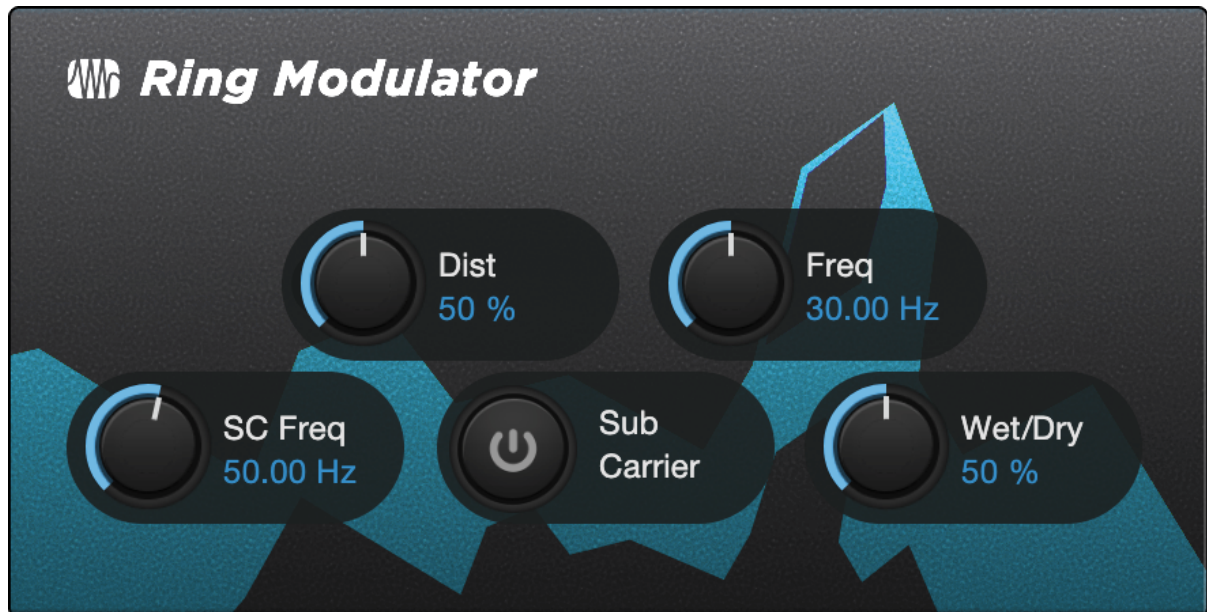 Ring Modulator
Dist
50 %
Freq
30.00 Hz
SC Freq
50.00 Hz
Sub
Carrier
Wet/Dry
50 %